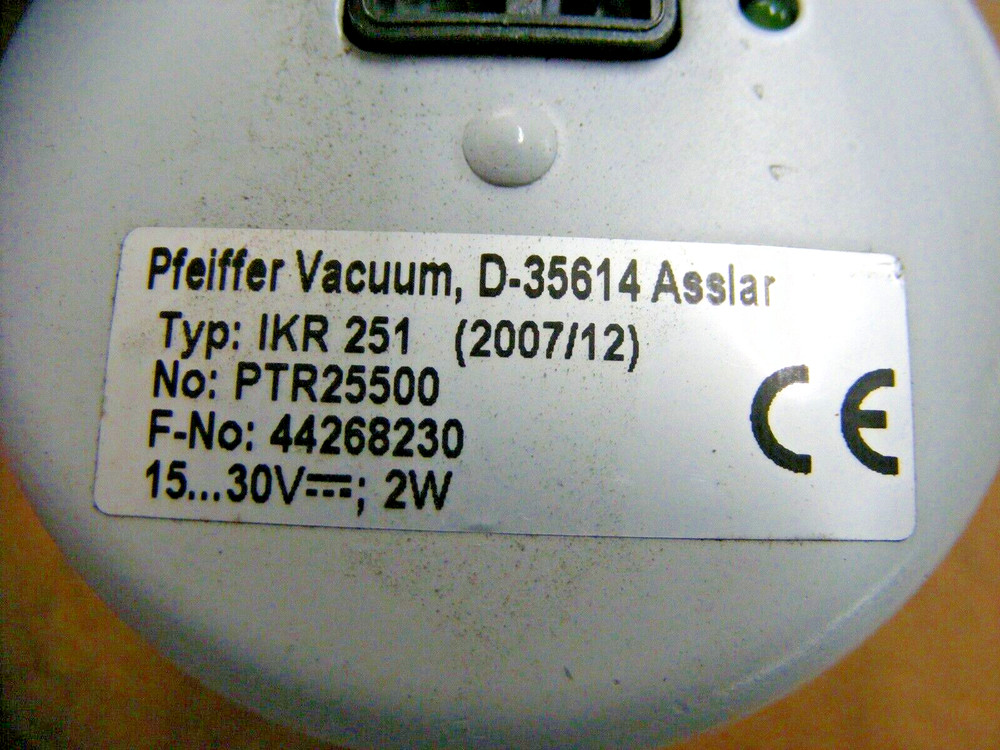 Pfeiffer Vacuum, D-35614 Asslar
Typ: IKR 251 (2007/12)
No: PTR25500
F-No: 44268230
15...30V⎓; 2W
CE